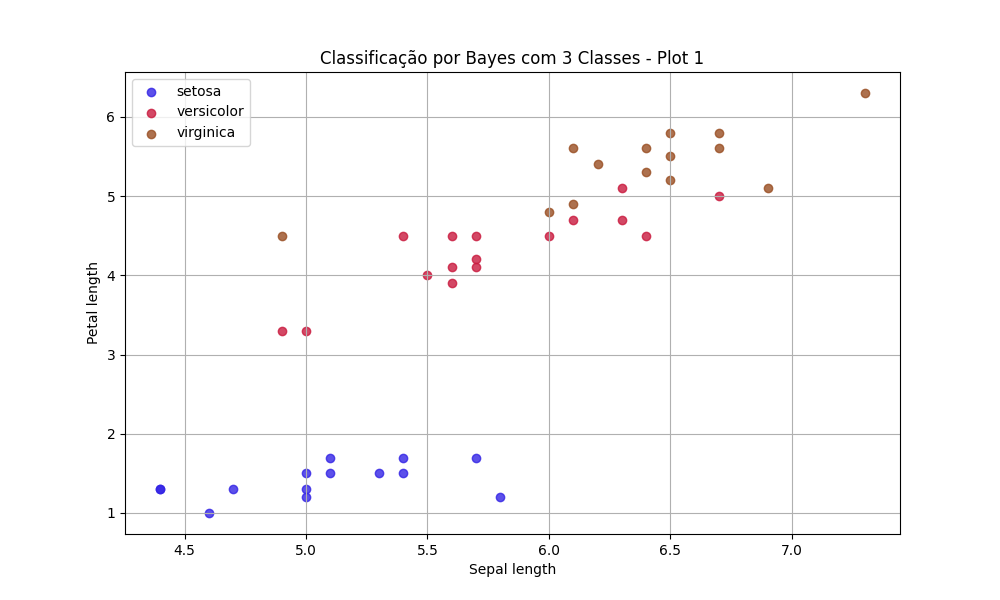 Classificação por Bayes com 3 Classes - Plot 1
setosa
versicolor
virginica
Petal length
6
5
4
3
2
1
4.5 5.0 5.5 6.0 6.5 7.0
Sepal length